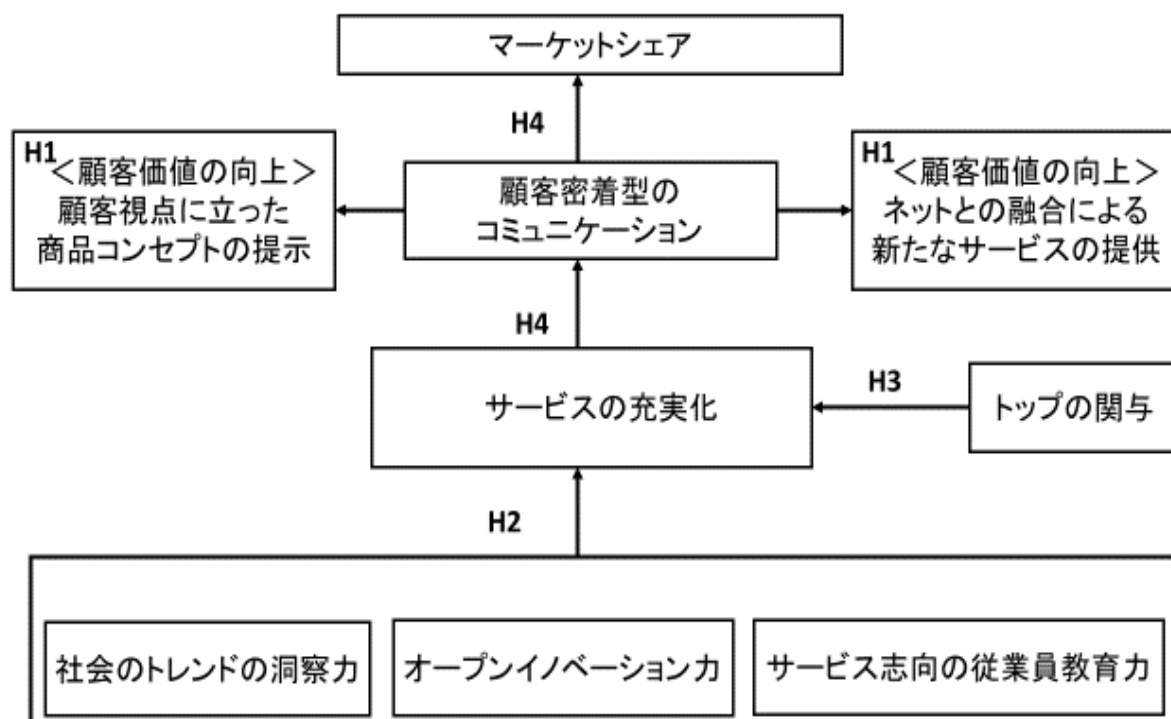 マーケットシェア
H4
H1
＜顧客価値の向上＞
顧客視点に立った
商品コンセプトの提示
顧客密着型の
コミュニケーション
H1
＜顧客価値の向上＞
ネットとの融合による
新たなサービスの提供
H4
サービスの充実化
H3
トップの関与
H2
社会のトレンドの洞察力
オープンイノベーション力
サービス志向の従業員教育力